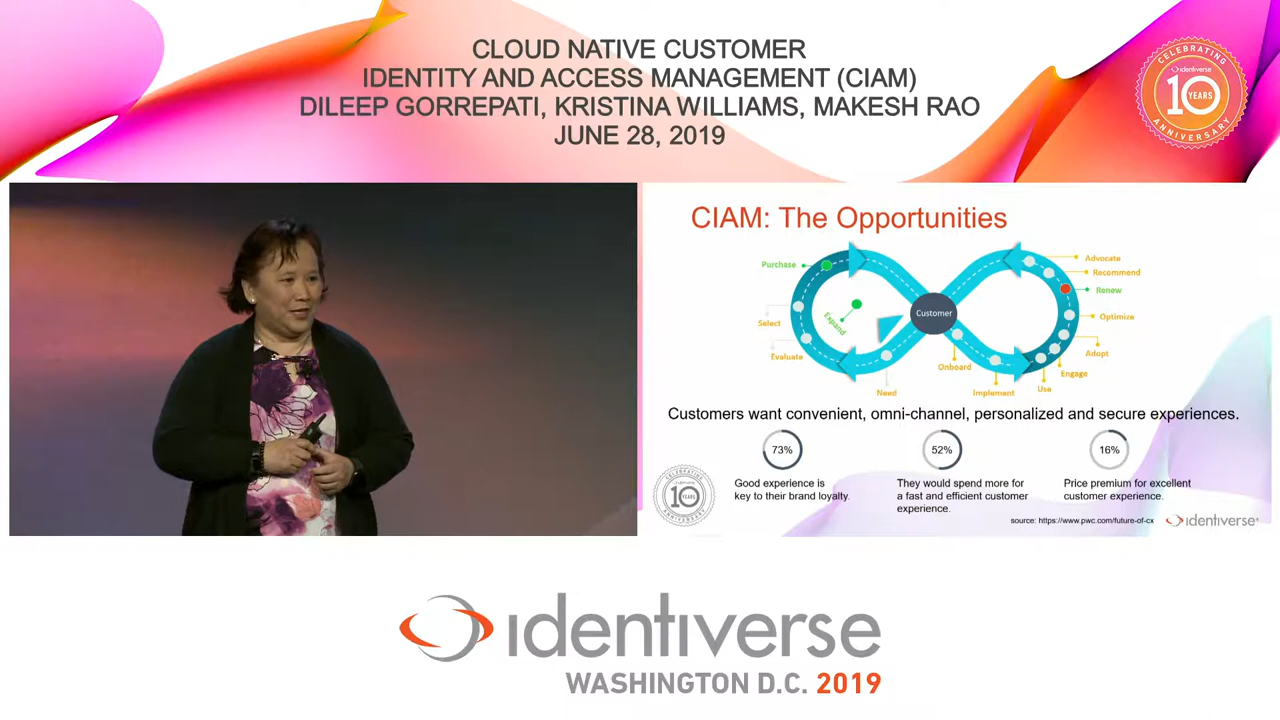 CLOUD NATIVE CUSTOMER
IDENTITY AND ACCESS MANAGEMENT (CIAM)
DILEEP GORREPATI, KRISTINA WILLIAMS, MAKESH RAO
JUNE 28, 2019
CELEBRATING
identiverse
10
YEARS
ANNIVERSARY
CIAM: The Opportunities
Purchase
Select
Evaluate
Expand
Need
Customer
Onboard
Implement
Use
Engage
Adopt
Optimize
Renew
Recommend
Advocate
Customers want convenient, omni-channel, personalized and secure experiences.
73%
52%
16%
Good experience is
key to their brand loyalty.
They would spend more for
a fast and efficient customer
experience.
Price premium for excellent
customer experience.
CELEBRATING
10
YEARS
ANNIVERSARY
source: https://www.pwc.com/future-of-cx
identiverse®
identiverse
WASHINGTON D.C. 2019